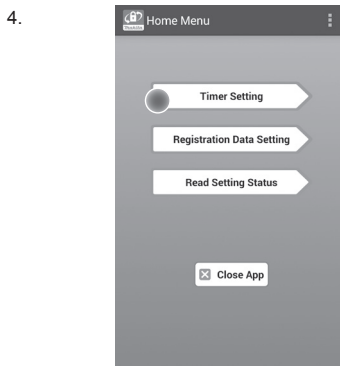 4.
Home Menu
Timer Setting
Registration Data Setting
Read Setting Status
Close App